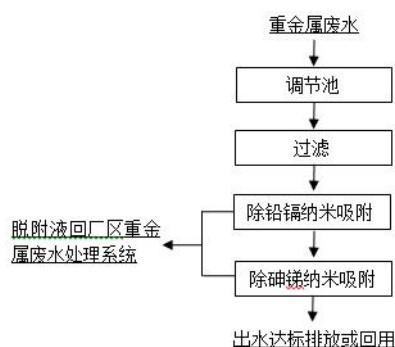 重金属废水
调节池
过滤
除铅镉纳米吸附
脱附液回厂区重金
属废水处理系统
除砷锑纳米吸附
出水达标排放或回用